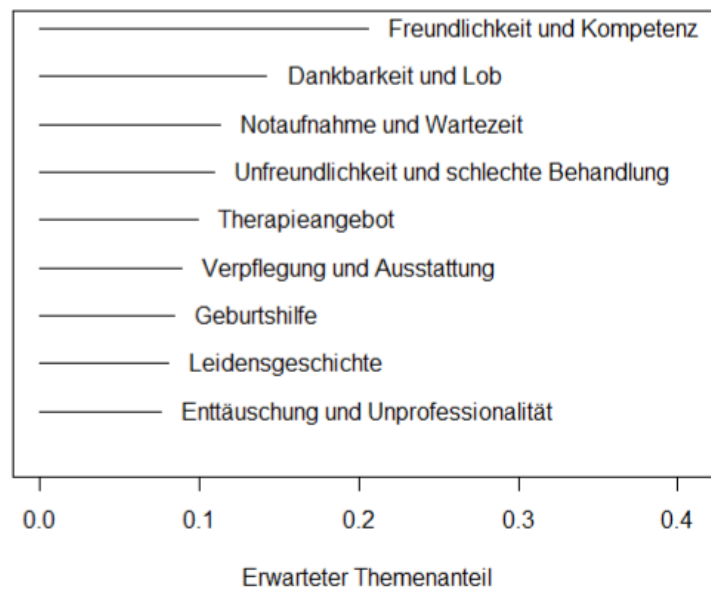 Freundlichkeit und Kompetenz
Dankbarkeit und Lob
Notaufnahme und Wartezeit
Unfreundlichkeit und schlechte Behandlung
Therapieangebot
Verpflegung und Ausstattung
Geburtshilfe
Leidensgeschichte
Enttäuschung und Unprofessionalität
0.0 0.1 0.2 0.3 0.4
Erwarteter Themenanteil